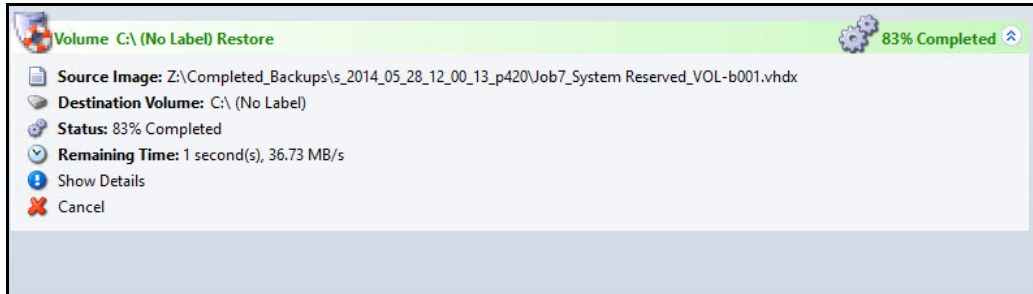 Volume C:\ (No Label) Restore
83% Completed
Source Image: Z:\Completed_Backups\s_2014_05_28_12_00_13_p420\Job7_System Reserved_VOL-b001.vhdx
Destination Volume: C:\ (No Label)
Status: 83% Completed
Remaining Time: 1 second(s), 36.73 MB/s
Show Details
Cancel